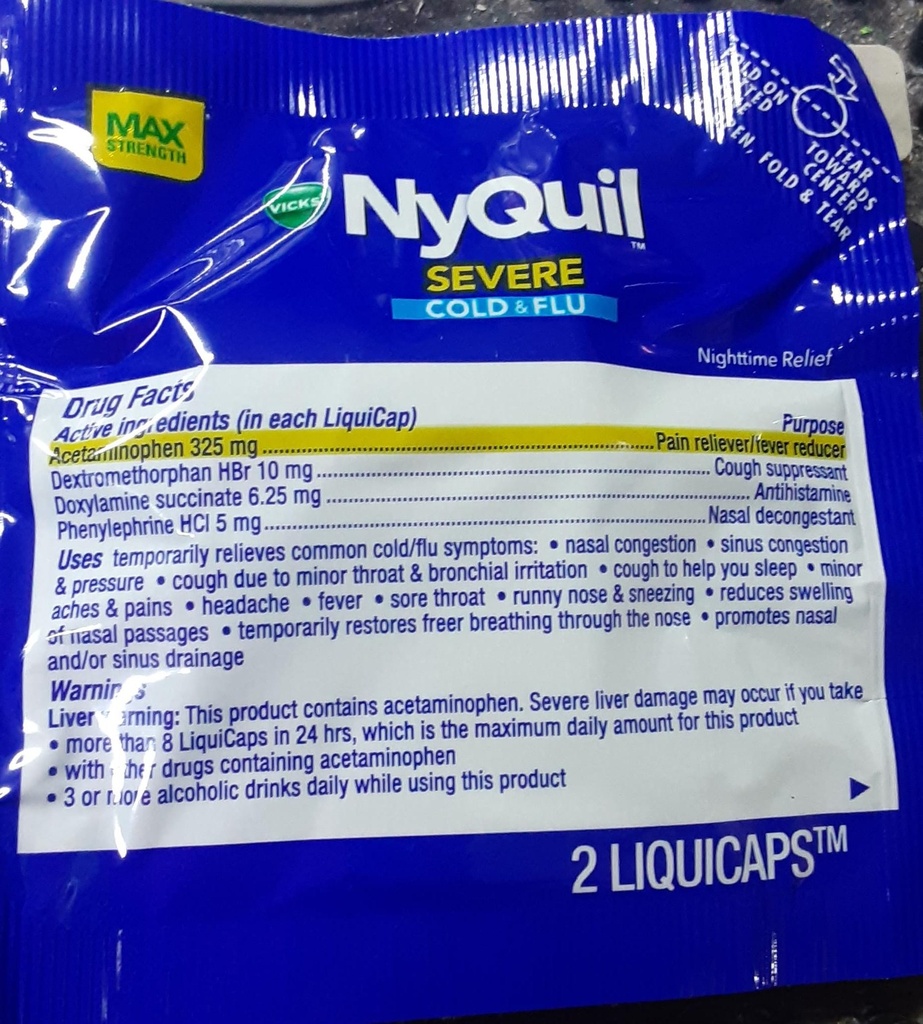 MAX
STRENGTH
VICKS
NyQuil™
SEVERE
COLD & FLU
ON
TEAR
TOWARDS
CENTER
FOLD & TEAR
Nighttime Relief
Drug Facts
Active ingredients (in each LiquiCap) Purpose
Acetaminophen 325 mg ........ Pain reliever/fever reducer
Dextromethorphan HBr 10 mg ........ Cough suppressant
Doxylamine succinate 6.25 mg ........ Antihistamine
Phenylephrine HCl 5 mg ........ Nasal decongestant
Uses temporarily relieves common cold/flu symptoms: • nasal congestion • sinus congestion
& pressure • cough due to minor throat & bronchial irritation • cough to help you sleep • minor
aches & pains • headache • fever • sore throat • runny nose & sneezing • reduces swelling
of nasal passages • temporarily restores freer breathing through the nose • promotes nasal
and/or sinus drainage
Warnings
Liver warning: This product contains acetaminophen. Severe liver damage may occur if you take
• more than 8 LiquiCaps in 24 hrs, which is the maximum daily amount for this product
• with other drugs containing acetaminophen
• 3 or more alcoholic drinks daily while using this product
2 LIQUICAPS™